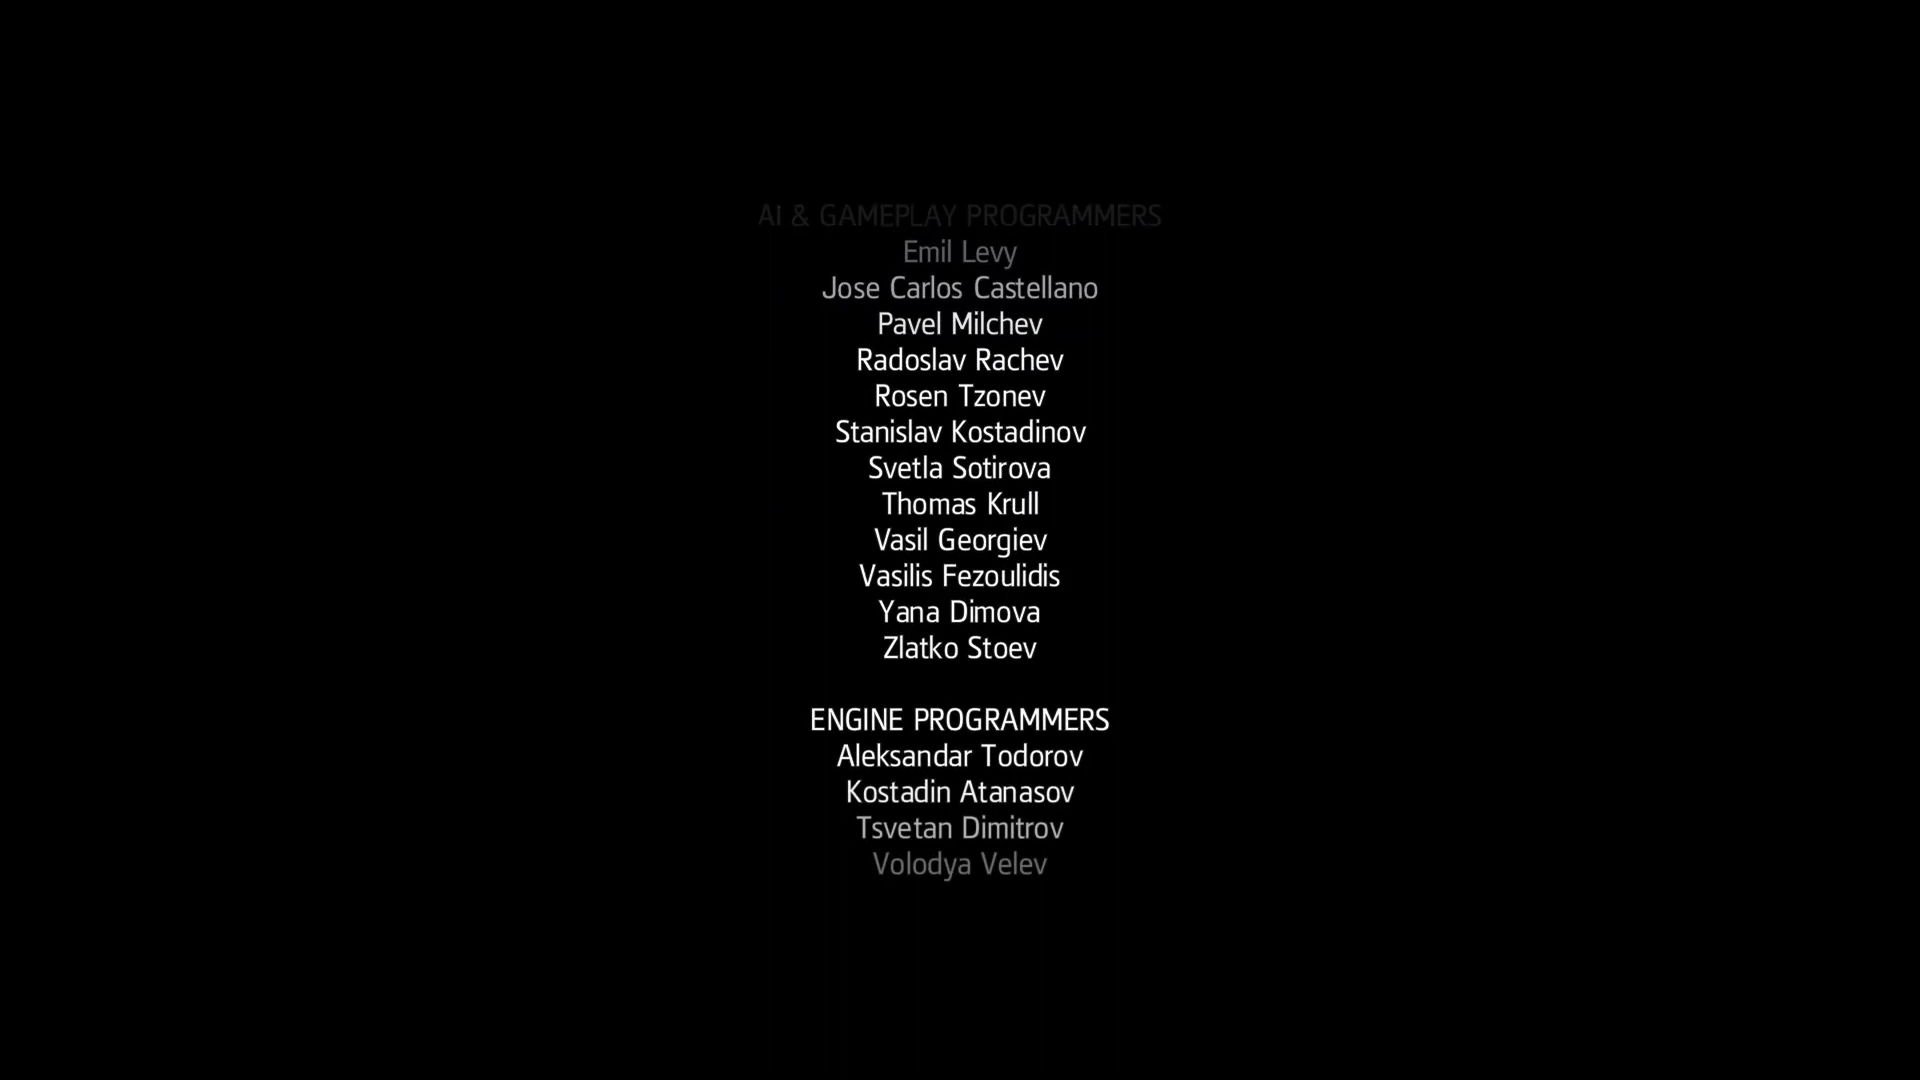 AI & GAMEPLAY PROGRAMMERS
Emil Levy
Jose Carlos Castellano
Pavel Milchev
Radoslav Rachev
Rosen Tzonev
Stanislav Kostadinov
Svetla Sotirova
Thomas Krull
Vasil Georgiev
Vasilis Fezoulidis
Yana Dimova
Zlatko Stoev
ENGINE PROGRAMMERS
Aleksandar Todorov
Kostadin Atanasov
Tsvetan Dimitrov
Volodya Velev